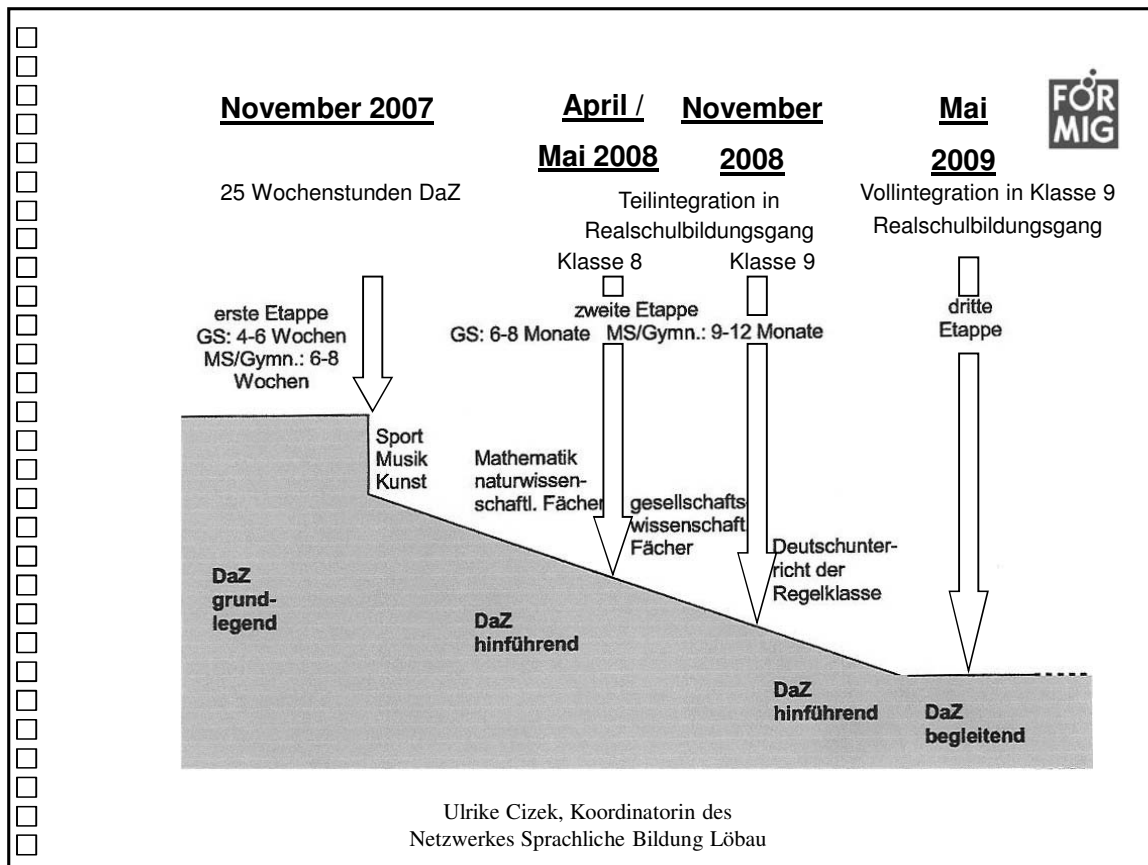 November 2007
April /
Mai 2008
November
2008
Mai
2009
FÖR
MIG
25 Wochenstunden DaZ
Teilintegration in
Realschulbildungsgang
Klasse 8
Klasse 9
Vollintegration in Klasse 9
Realschulbildungsgang
erste Etappe
GS: 4-6 Wochen
MS/Gymn.: 6-8
Wochen
zweite Etappe
GS: 6-8 Monate MS/Gymn.: 9-12 Monate
dritte
Etappe
Sport
Musik
Kunst
Mathematik
naturwissen-
schaftl. Fächer
gesellschafts
wissenschaft
Fächer
Deutschunter-
richt der
Regelklasse
DaZ
grund-
legend
DaZ
hinführend
DaZ
hinführend
DaZ
begleitend
Ulrike Cizek, Koordinatorin des
Netzwerkes Sprachliche Bildung Löbau